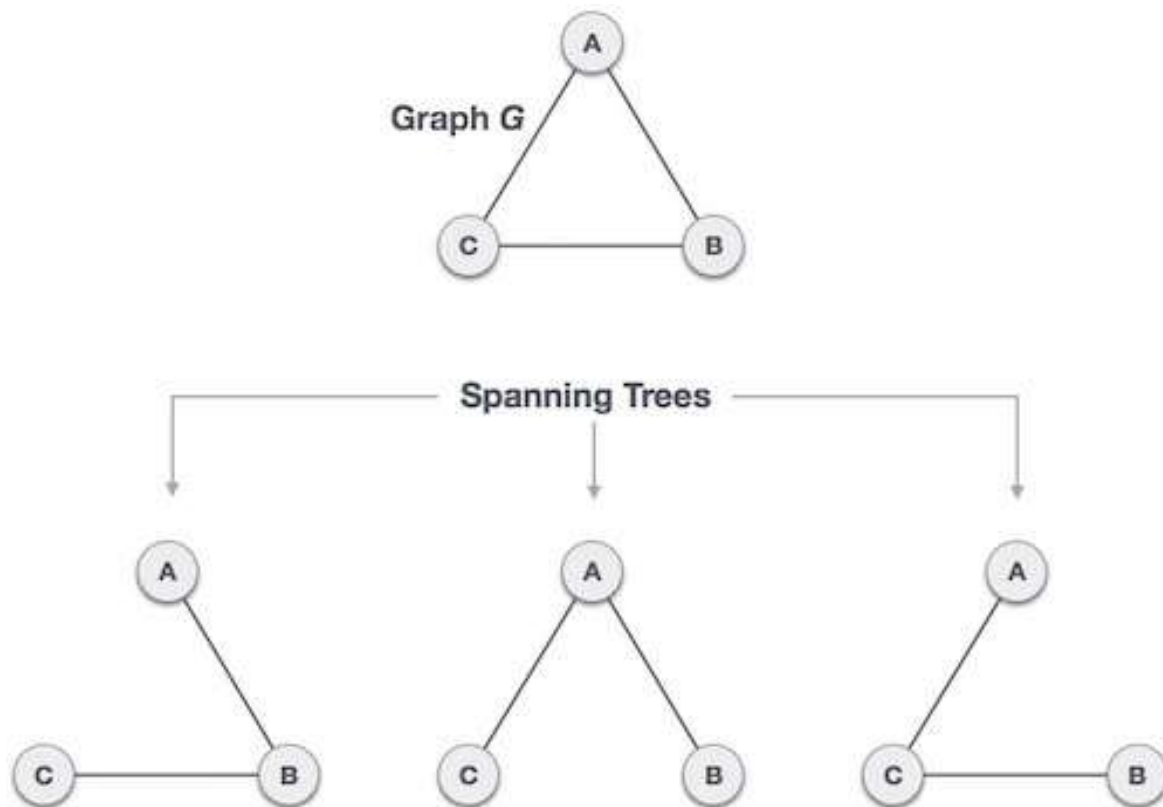 A
Graph G
C B
Spanning Trees
A A A
C B C B C B